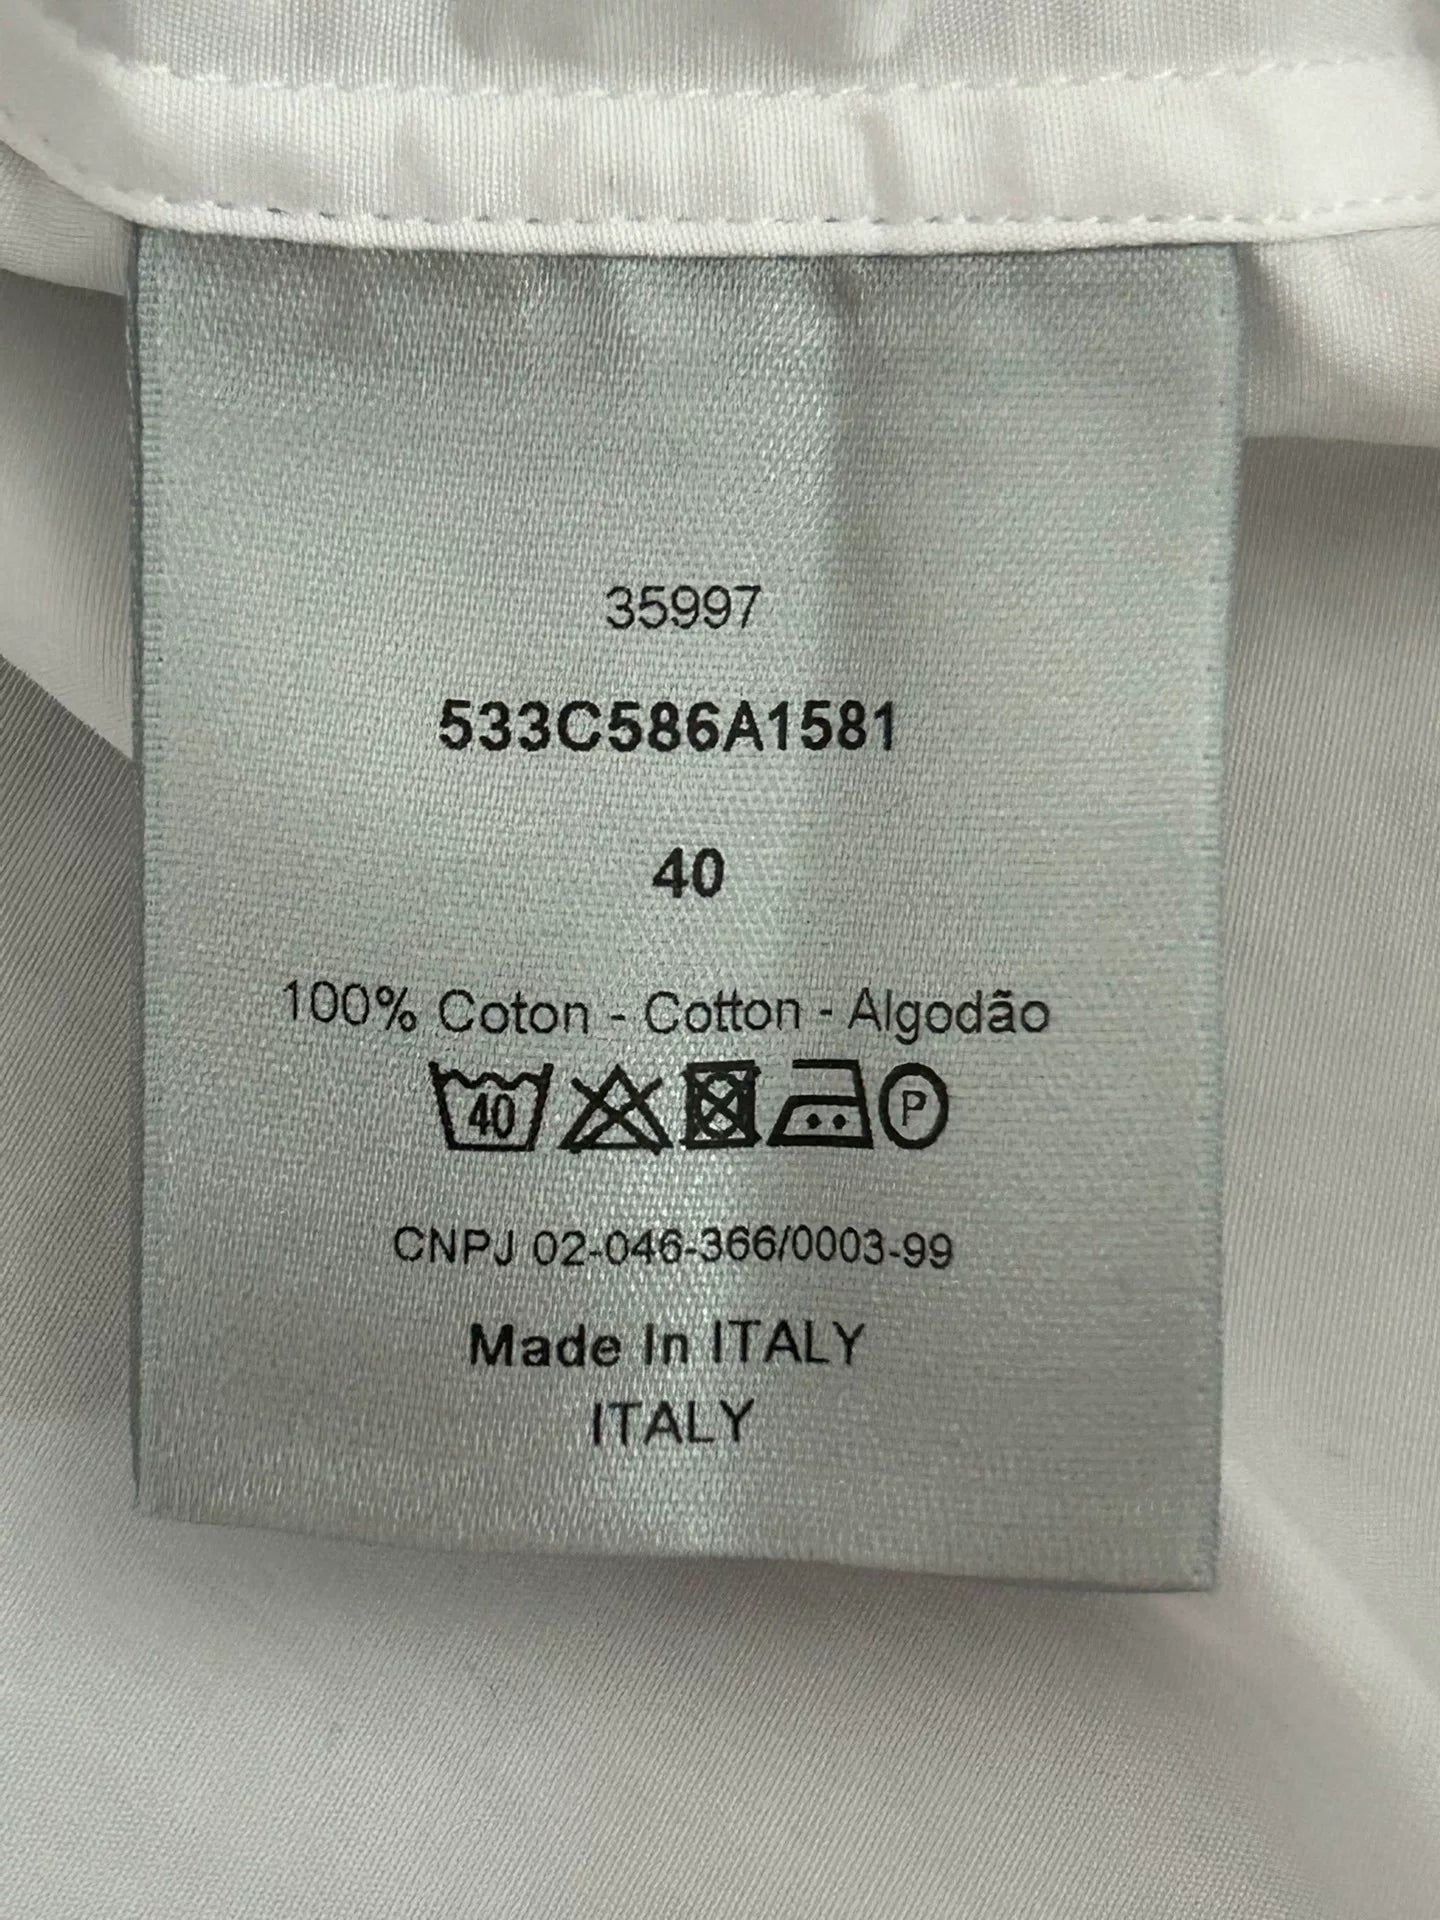 35997
533C586A1581
40
100% Coton - Cotton - Algodão
40 P
CNPJ 02-046-366/0003-99
Made In ITALY
ITALY